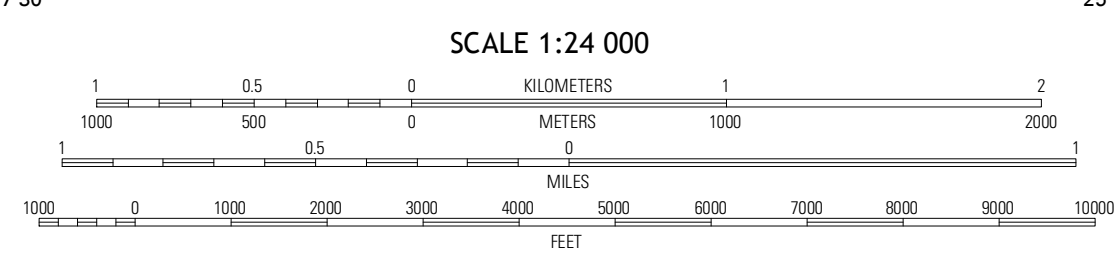 7'30"
25'
SCALE 1:24 000
1 0.5 0 KILOMETERS 1 2
1000 500 0 METERS 1000 2000
1 0.5 0 1
MILES
1000 0 1000 2000 3000 4000 5000 6000 7000 8000 9000 10000
FEET